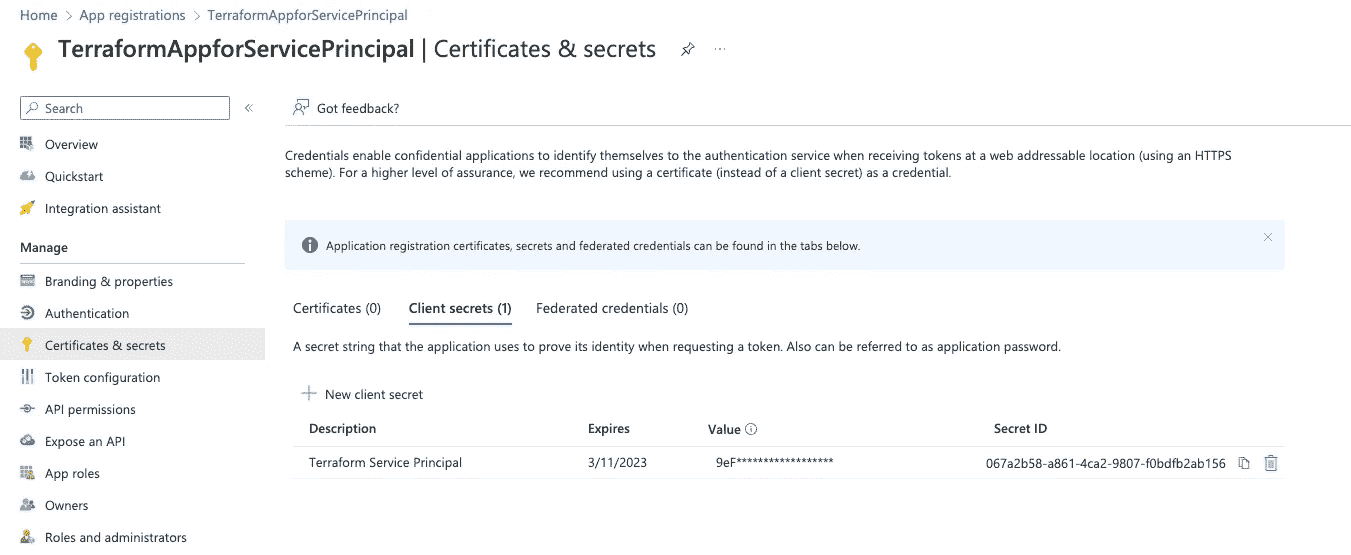 Home > App registrations > TerraformAppforServicePrincipal
TerraformAppforServicePrincipal | Certificates & secrets
Search
Got feedback?
Overview
Quickstart
Integration assistant
Manage
Branding & properties
Authentication
Certificates & secrets
Token configuration
API permissions
Expose an API
App roles
Owners
Roles and administrators
Credentials enable confidential applications to identify themselves to the authentication service when receiving tokens at a web addressable location (using an HTTPS
scheme). For a higher level of assurance, we recommend using a certificate (instead of a client secret) as a credential.
Application registration certificates, secrets and federated credentials can be found in the tabs below.
Certificates (0) Client secrets (1) Federated credentials (0)
A secret string that the application uses to prove its identity when requesting a token. Also can be referred to as application password.
New client secret
Description Expires Value Secret ID
Terraform Service Principal 3/11/2023 9eF****************** 067a2b58-a861-4ca2-9807-f0bdfb2ab156